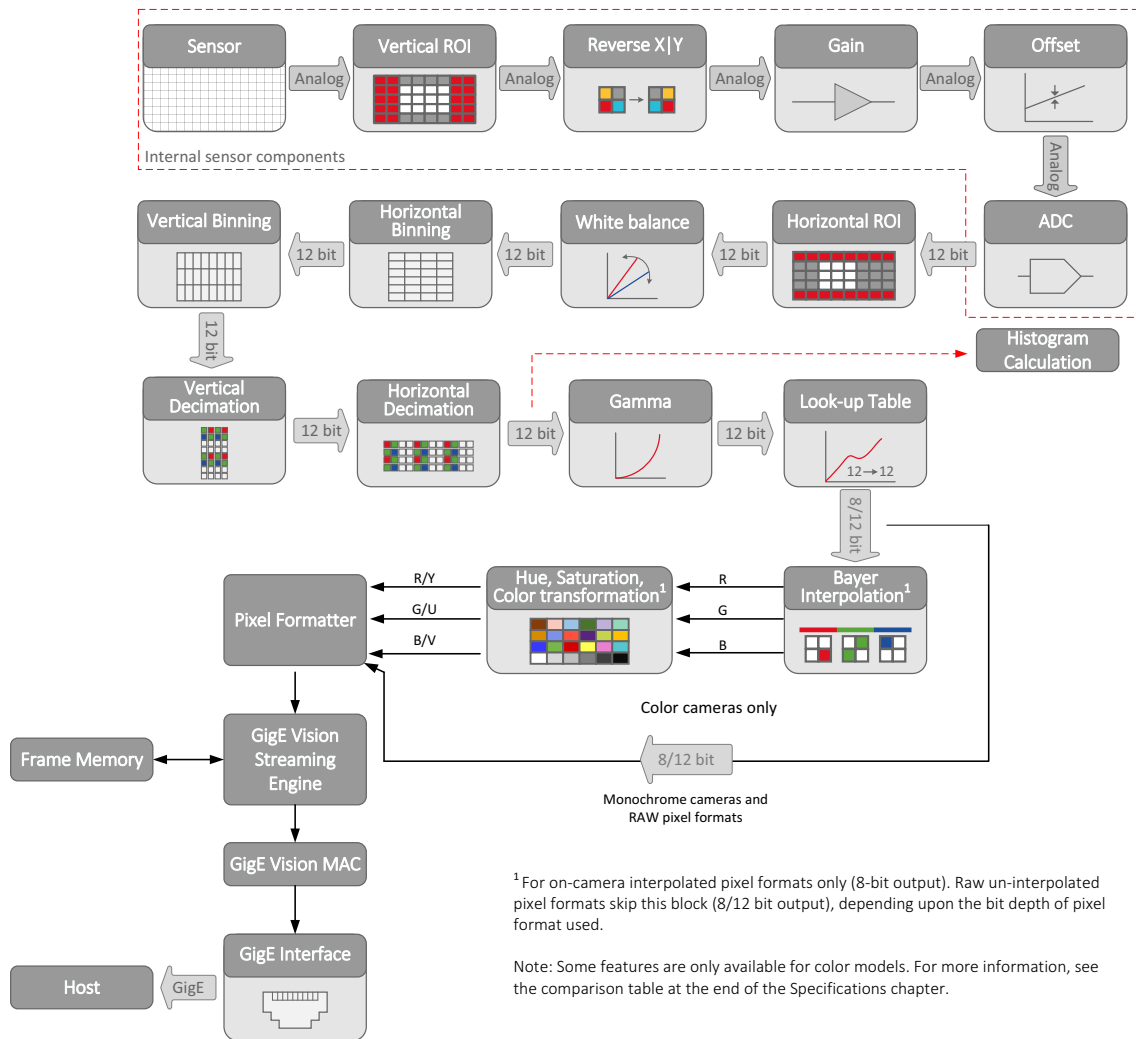 Sensor
Analog
Vertical ROI
Analog
Reverse X|Y
Analog
Gain
Analog
Offset
Internal sensor components
Analog
ADC
12 bit
Horizontal ROI
12 bit
White balance
12 bit
Horizontal
Binning
12 bit
Vertical Binning
12 bit
Histogram
Calculation
Vertical
Decimation
12 bit
Horizontal
Decimation
12 bit
Gamma
12 bit
Look-up Table
12→12
8/12 bit
Bayer
Interpolation¹
R
G
B
Hue, Saturation,
Color transformation¹
R/Y
G/U
B/V
Pixel Formatter
Color cameras only
8/12 bit
Monochrome cameras and
RAW pixel formats
Frame Memory
GigE Vision
Streaming
Engine
GigE Vision MAC
GigE Interface
GigE
Host
¹ For on-camera interpolated pixel formats only (8-bit output). Raw un-interpolated
pixel formats skip this block (8/12 bit output), depending upon the bit depth of pixel
format used.
Note: Some features are only available for color models. For more information, see
the comparison table at the end of the Specifications chapter.